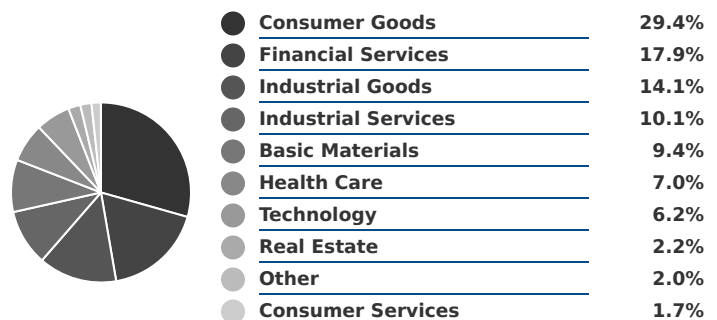 Consumer Goods 29.4%
Financial Services 17.9%
Industrial Goods 14.1%
Industrial Services 10.1%
Basic Materials 9.4%
Health Care 7.0%
Technology 6.2%
Real Estate 2.2%
Other 2.0%
Consumer Services 1.7%